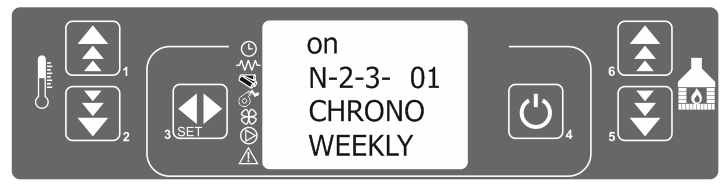 on
N-2-3- 01
CHRONO
WEEKLY
1
2
3 SET
4
5
6